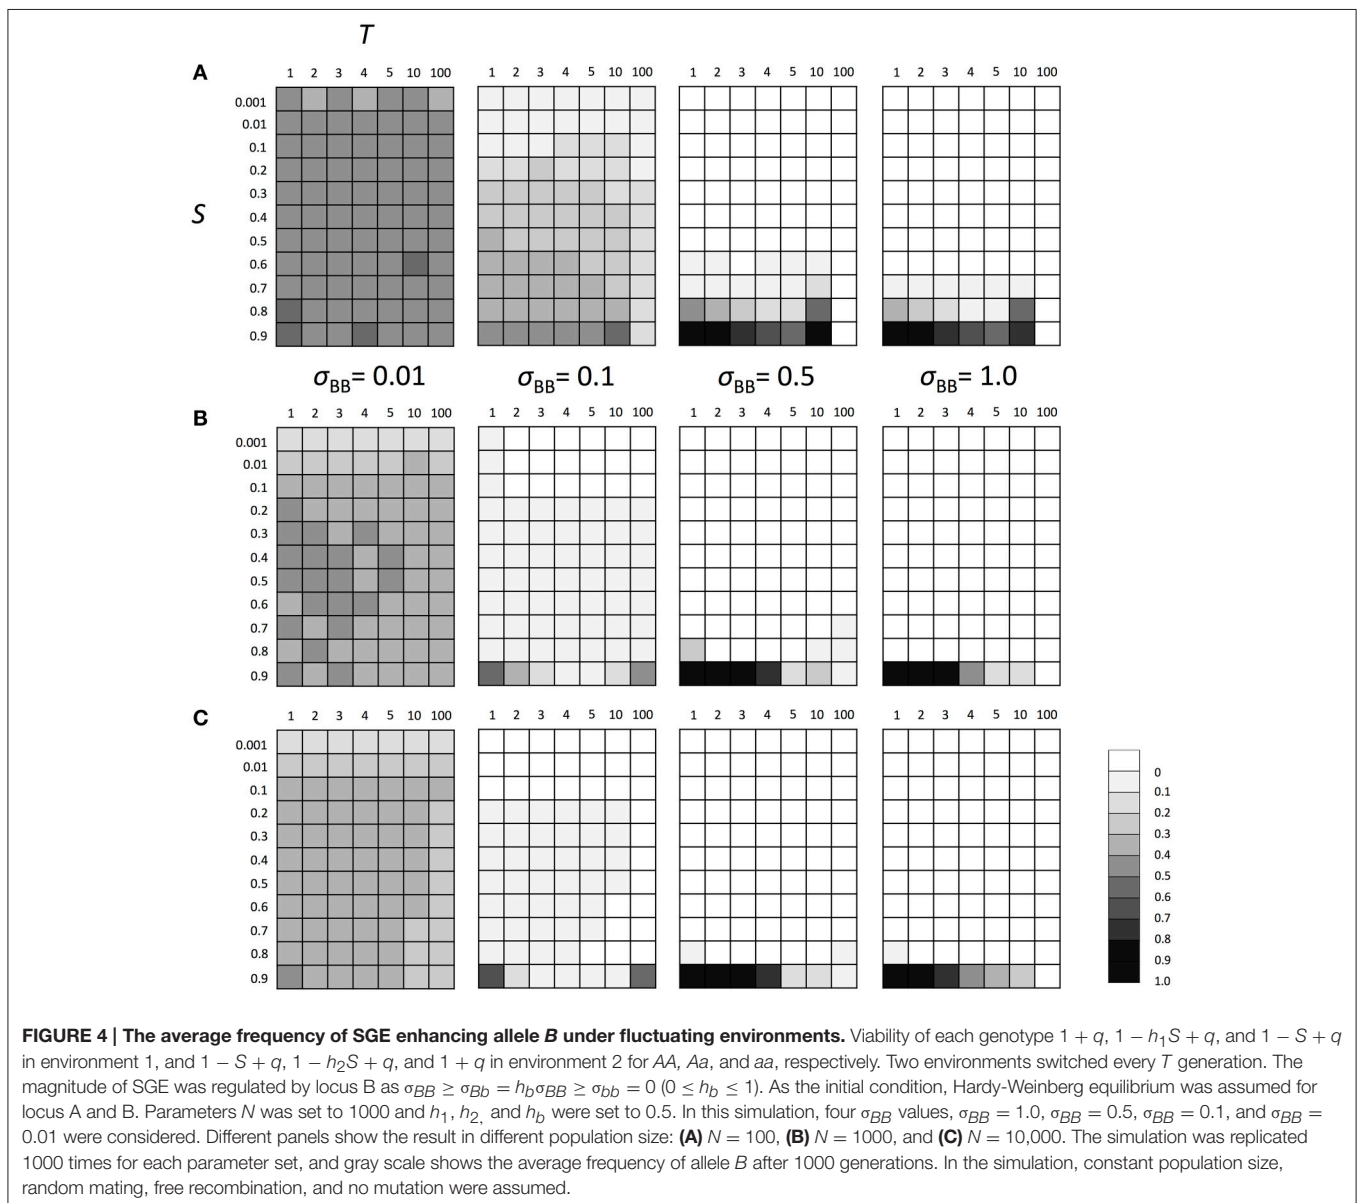 T
A
1 2 3 4 5 10 100 1 2 3 4 5 10 100 1 2 3 4 5 10 100 1 2 3 4 5 10 100
0.001
0.01
0.1
0.2
0.3
S
0.4
0.5
0.6
0.7
0.8
0.9
σBB= 0.01 σBB= 0.1 σBB= 0.5 σBB= 1.0
B
1 2 3 4 5 10 100 1 2 3 4 5 10 100 1 2 3 4 5 10 100 1 2 3 4 5 10 100
0.001
0.01
0.1
0.2
0.3
0.4
0.5
0.6
0.7
0.8
0.9
C
1 2 3 4 5 10 100 1 2 3 4 5 10 100 1 2 3 4 5 10 100 1 2 3 4 5 10 100
0.001
0.01
0.1
0.2
0.3
0.4
0.5
0.6
0.7
0.8
0.9
0
0.1
0.2
0.3
0.4
0.5
0.6
0.7
0.8
0.9
1.0
FIGURE 4 | The average frequency of SGE enhancing allele B under fluctuating environments. Viability of each genotype 1 + q, 1 − h₁S + q, and 1 − S + q
in environment 1, and 1 − S + q, 1 − h₂S + q, and 1 + q in environment 2 for AA, Aa, and aa, respectively. Two environments switched every T generation. The
magnitude of SGE was regulated by locus B as σBB ≥ σBb = hbσBB ≥ σbb = 0 (0 ≤ hb ≤ 1). As the initial condition, Hardy-Weinberg equilibrium was assumed for
locus A and B. Parameters N was set to 1000 and h₁, h₂, and hb were set to 0.5. In this simulation, four σBB values, σBB = 1.0, σBB = 0.5, σBB = 0.1, and σBB =
0.01 were considered. Different panels show the result in different population size: (A) N = 100, (B) N = 1000, and (C) N = 10,000. The simulation was replicated
1000 times for each parameter set, and gray scale shows the average frequency of allele B after 1000 generations. In the simulation, constant population size,
random mating, free recombination, and no mutation were assumed.